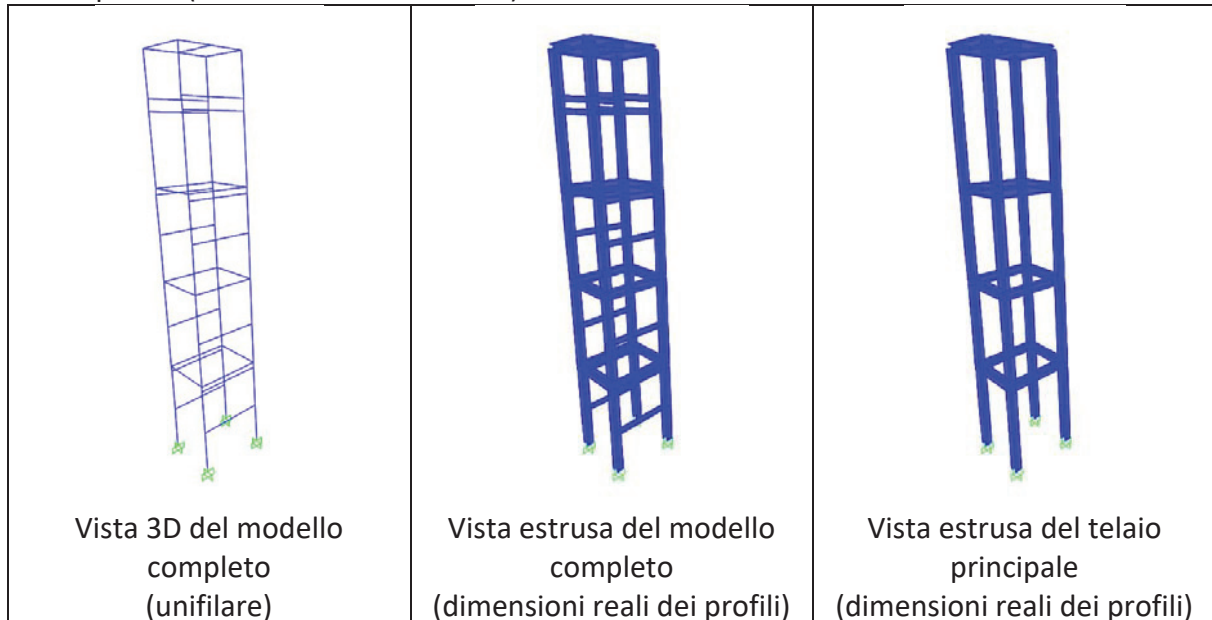 Vista 3D del modello
completo
(unifilare)
Vista estrusa del modello
completo
(dimensioni reali dei profili)
Vista estrusa del telaio
principale
(dimensioni reali dei profili)